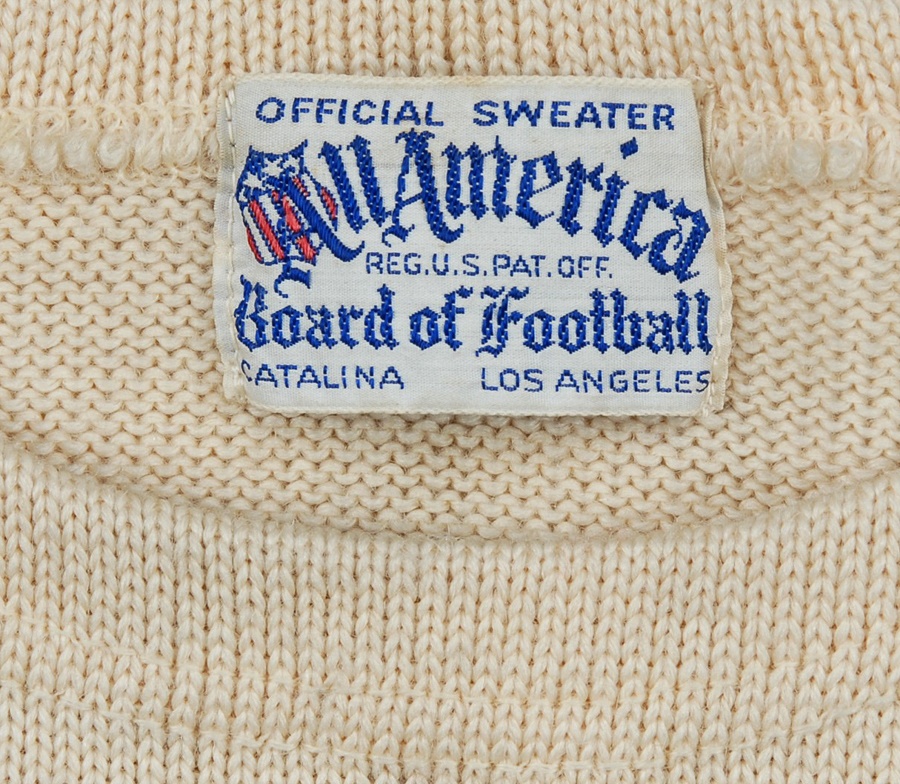 OFFICIAL SWEATER
All America
REG.U.S.PAT.OFF.
Board of Football
CATALINA LOS ANGELES